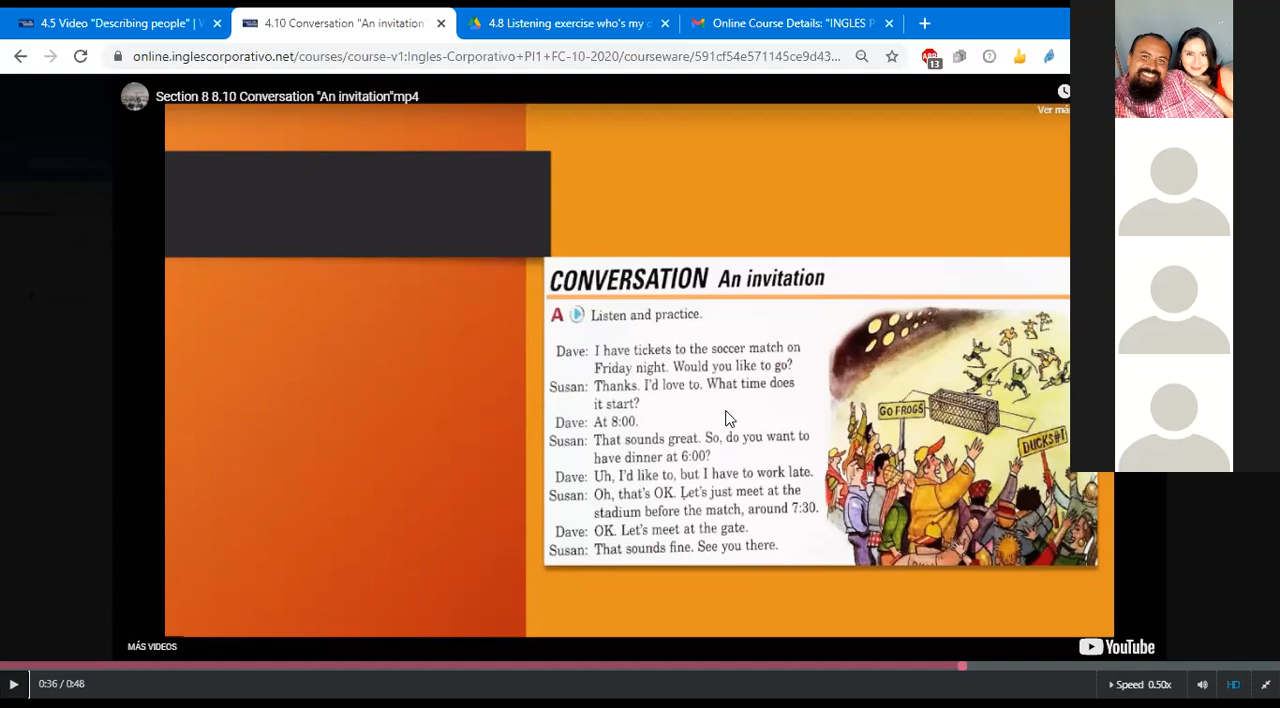 4.5 Video "Describing people" |
4.10 Conversation "An invitation"
4.8 Listening exercise who's my
Online Course Details: "INGLES P
online.inglescorporativo.net/courses/course-v1:Ingles-Corporativo+PI1+FC-10-2020/courseware/591cf54e571145ce9d43...
13
Section 8 8.10 Conversation "An invitation"mp4
Ver má
CONVERSATION An invitation
A Listen and practice.
Dave: I have tickets to the soccer match on
Friday night. Would you like to go?
Susan: Thanks. I'd love to. What time does
it start?
Dave: At 8:00.
Susan: That sounds great. So, do you want to
have dinner at 6:00?
Dave: Uh, I'd like to, but I have to work late.
Susan: Oh, that's OK. Let's just meet at the
stadium before the match, around 7:30.
Dave: OK. Let's meet at the gate.
Susan: That sounds fine. See you there.
GO FROGS
DUCKS#!
MÁS VIDEOS
YouTube
0:36 / 0:48
Speed 0.50x
HD